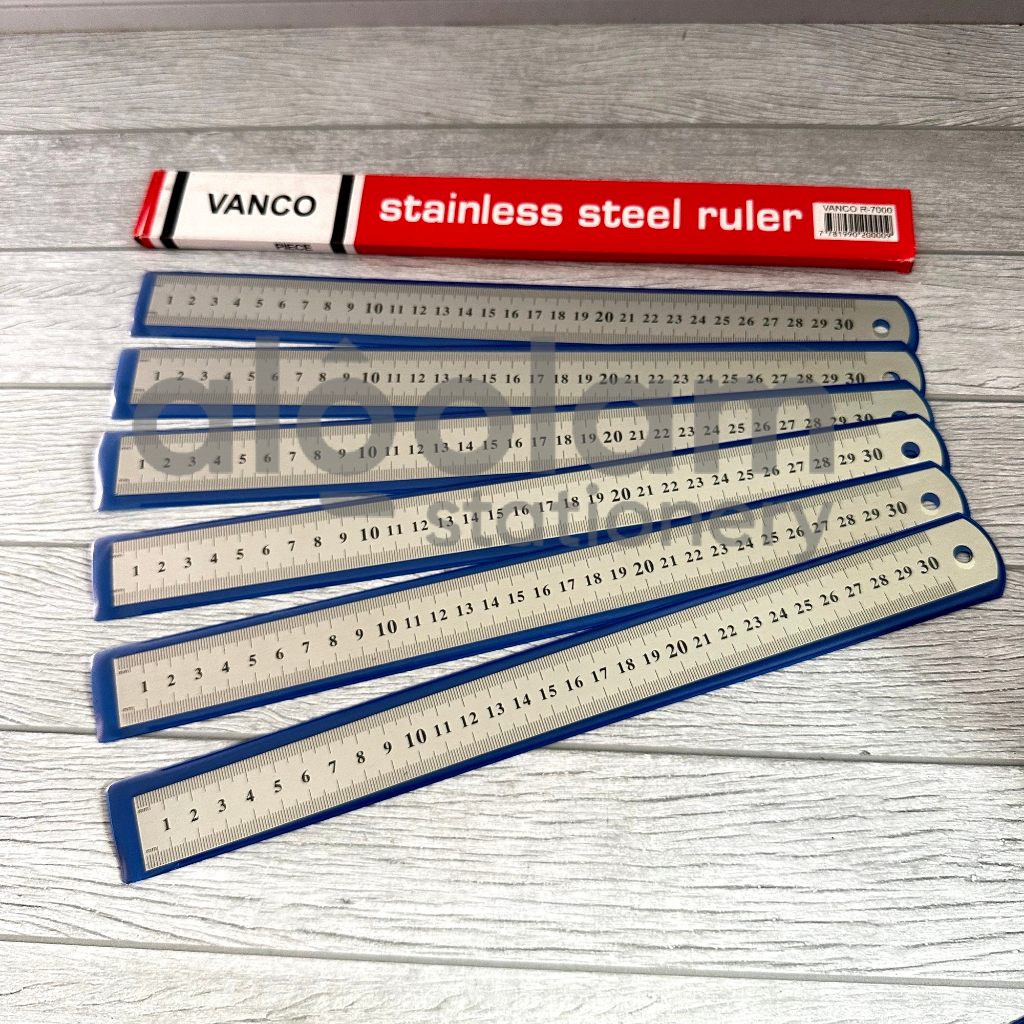 VANCO
PIECE
stainless steel ruler
VANCO R-7000
7 781990 200009
1 2 3 4 5 6 7 8 9 10 11 12 13 14 15 16 17 18 19 20 21 22 23 24 25 26 27 28 29 30
1 2 3 4 5 6 7 8 9 10 11 12 13 14 15 16 17 18 19 20 21 22 23 24 25 26 27 28 29 30
aloolam
stationery
1 2 3 4 5 6 7 8 9 10 11 12 13 14 15 16 17 18 19 20 21 22 23 24 25 26 27 28 29 30
1 2 3 4 5 6 7 8 9 10 11 12 13 14 15 16 17 18 19 20 21 22 23 24 25 26 27 28 29 30
mm
1 2 3 4 5 6 7 8 9 10 11 12 13 14 15 16 17 18 19 20 21 22 23 24 25 26 27 28 29 30
mm
mm
1 2 3 4 5 6 7 8 9 10 11 12 13 14 15 16 17 18 19 20 21 22 23 24 25 26 27 28 29 30
mm